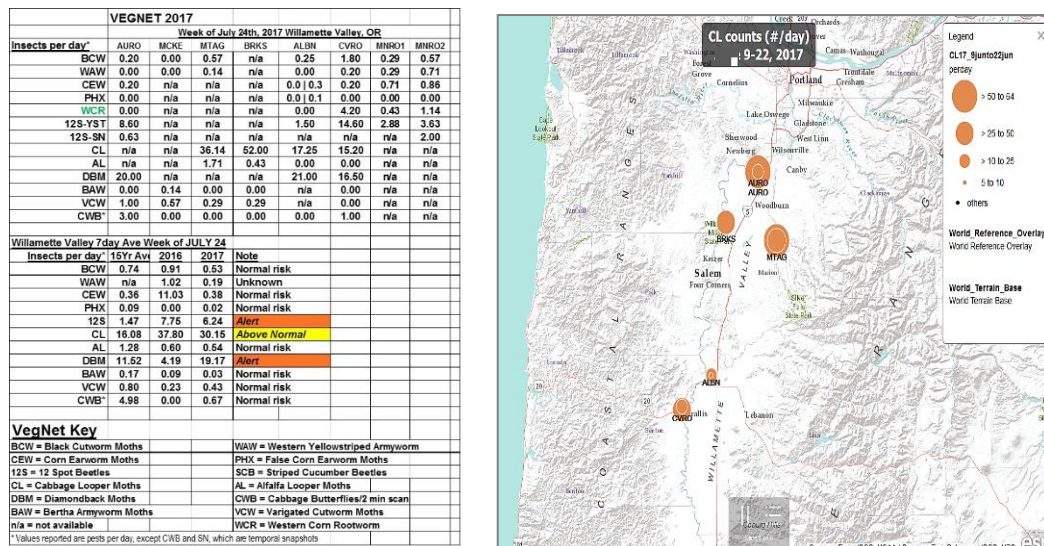 VEGNET 2017
Week of July 24th, 2017 Willamette Valley, OR
Insects per day* AURO MCKE MTAG BRKS ALBN CVRO MNRO1 MNRO2
BCW 0.20 0.00 0.57 n/a 0.25 1.80 0.29 0.57
WAW 0.00 0.00 0.14 n/a 0.00 0.20 0.29 0.71
CEW 0.20 n/a n/a n/a 0.0 | 0.3 0.20 0.71 0.86
PHX 0.00 n/a n/a n/a 0.0 | 0.1 0.00 0.00 0.00
WCR 0.00 n/a n/a n/a 0.00 4.20 0.43 1.14
12S-YST 8.60 n/a n/a n/a 1.50 14.60 2.88 3.63
12S-SN 0.63 n/a n/a n/a n/a n/a n/a 2.00
CL n/a n/a 36.14 52.00 17.25 15.20 n/a n/a
AL n/a n/a 1.71 0.43 0.00 0.00 n/a n/a
DBM 20.00 n/a n/a n/a 21.00 16.50 n/a n/a
BAW 0.00 0.14 0.00 0.00 n/a 0.00 n/a n/a
VCW 1.00 0.57 0.29 0.29 n/a 0.00 n/a n/a
CWB* 3.00 0.00 0.00 0.00 0.00 1.00 n/a n/a
Willamette Valley 7day Ave Week of JULY 24
Insects per day* 15Yr Ave 2016 2017 Note
BCW 0.74 0.91 0.53 Normal risk
WAW n/a 1.02 0.19 Unknown
CEW 0.36 11.03 0.38 Normal risk
PHX 0.09 0.00 0.02 Normal risk
12S 1.47 7.75 6.24 Alert
CL 16.08 37.80 30.15 Above Normal
AL 1.28 0.60 0.54 Normal risk
DBM 11.52 4.19 19.17 Alert
BAW 0.17 0.09 0.03 Normal risk
VCW 0.80 0.23 0.43 Normal risk
CWB* 4.98 0.00 0.67 Normal risk
VegNet Key
BCW = Black Cutworm Moths WAW = Western Yellowstriped Armyworm
CEW = Corn Earworm Moths PHX = False Corn Earworm Moths
12S = 12 Spot Beetles SCB = Striped Cucumber Beetles
CL = Cabbage Looper Moths AL = Alfalfa Looper Moths
DBM = Diamondback Moths CWB = Cabbage Butterflies/2 min scan
BAW = Bertha Armyworm Moths VCW = Varigated Cutworm Moths
n/a = not available WCR = Western Corn Rootworm
* Values reported are pests per day, except CWB and SN, which are temporal snapshots
CL counts (#/day)
9-22, 2017
Orchards
Camas Washougal
Forest
Grove
Cornelius
Portland
Troutdale
Gresham
Milwaukie
Lake Oswego
Gladstone
Sherwood
West Linn
Newberg
Wilsonville
Canby
AURO
AURO
Woodburn
5
BRKS
Keizer
MTAG
Salem
Marion
Four Corners
VALLEY
COASTAL RANGES
ALBN
20
CVRO
Lebanon
Benton
WILLAMETTE
Legend
CL17_9junto22jun
perday
> 50 to 64
> 25 to 50
> 10 to 25
5 to 10
others
World_Reference_Overlay
World Reference Overlay
World_Terrain_Base
World Terrain Base